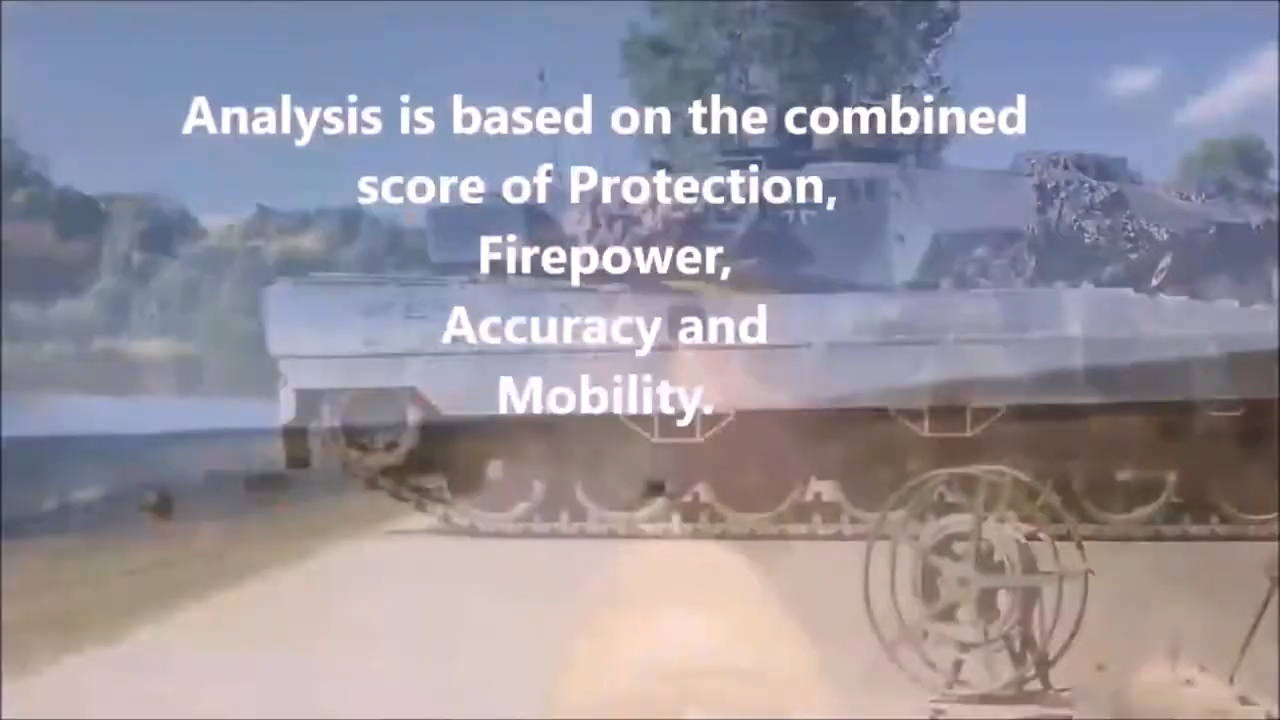 Analysis is based on the combined
score of Protection,
Firepower,
Accuracy and
Mobility.